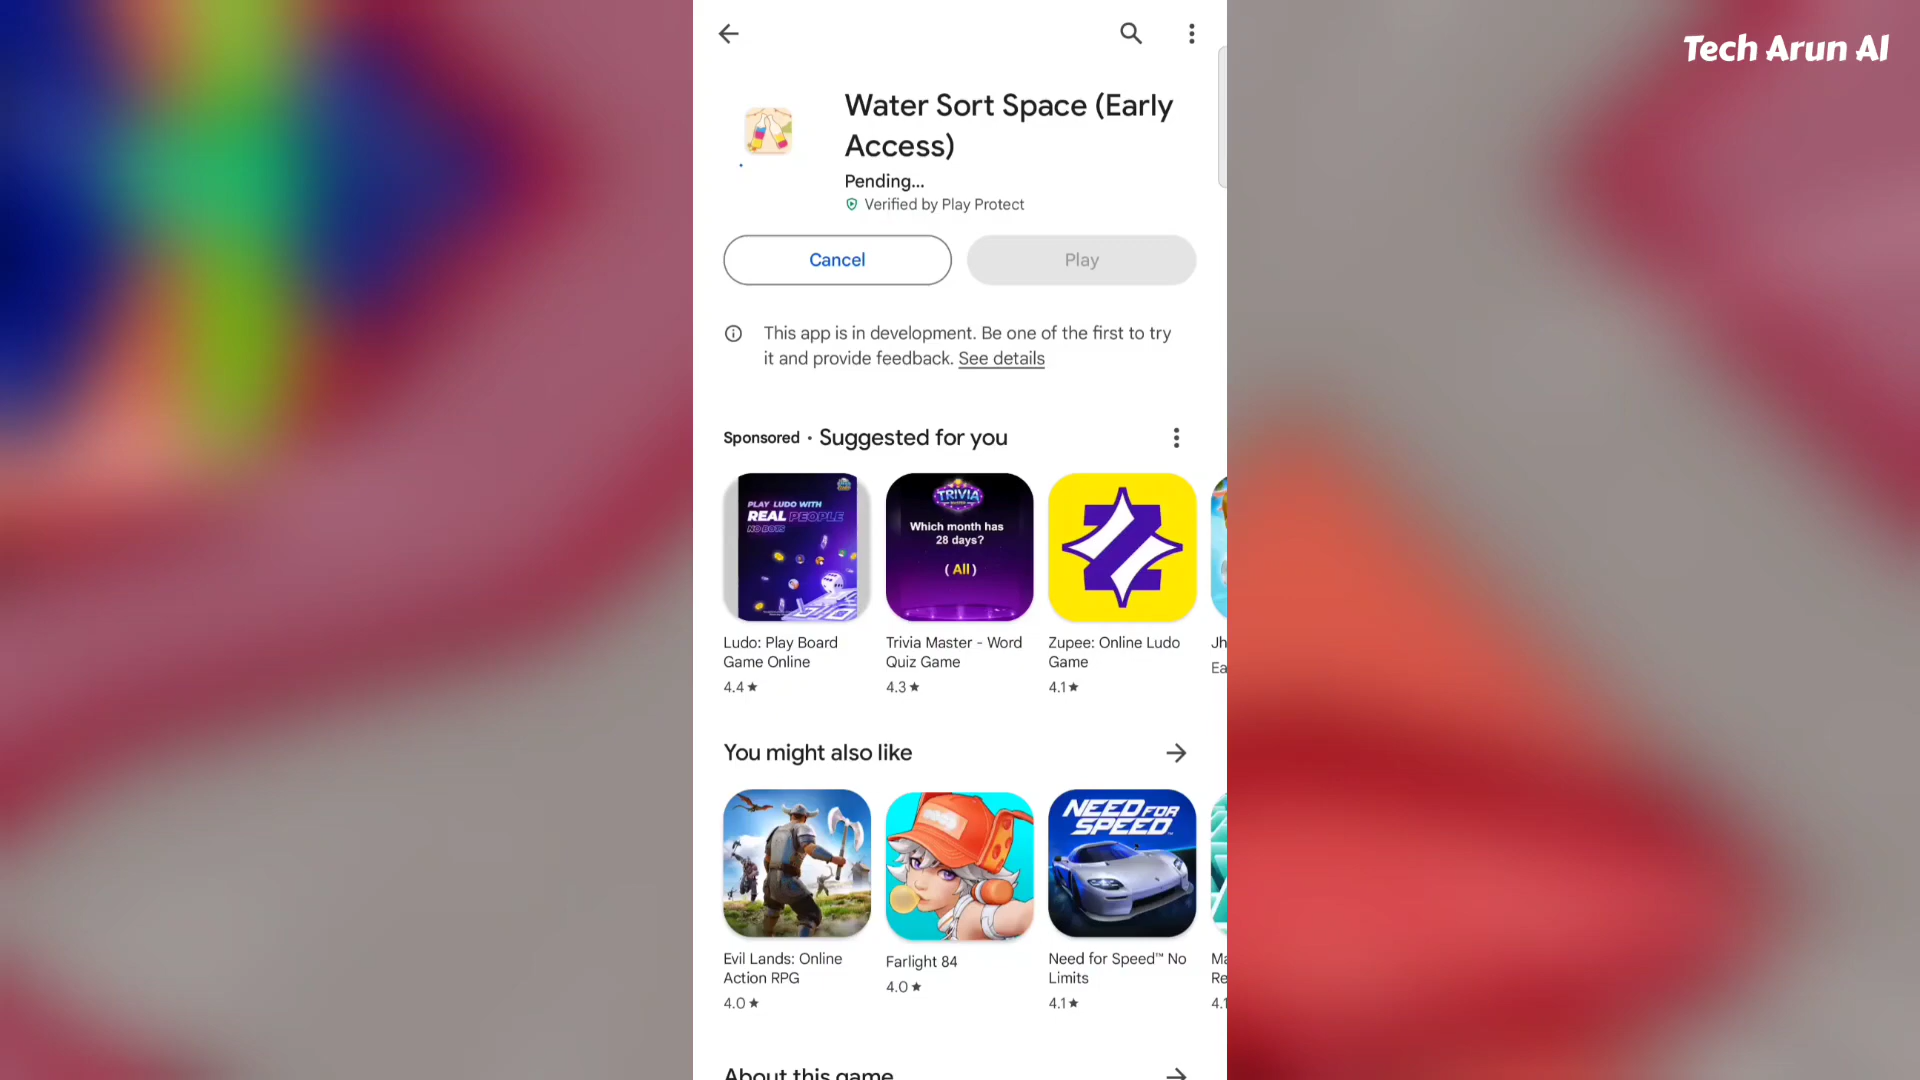 Tech Arun AI
Water Sort Space (Early
Access)
Pending...
Verified by Play Protect
Cancel
Play
This app is in development. Be one of the first to try
it and provide feedback. See details
Sponsored • Suggested for you
PLAY LUDO WITH
REAL PEOPLE
NO BOTS
TRIVIA
Which month has
28 days?
( All )
Ludo: Play Board
Game Online
4.4 ★
Trivia Master - Word
Quiz Game
4.3 ★
Zupee: Online Ludo
Game
4.1 ★
Jh
Ea
You might also like
NEED FOR
SPEED
Evil Lands: Online
Action RPG
4.0 ★
Farlight 84
4.0 ★
Need for Speed™ No
Limits
4.1 ★
Ma
Re
4.1
About this game